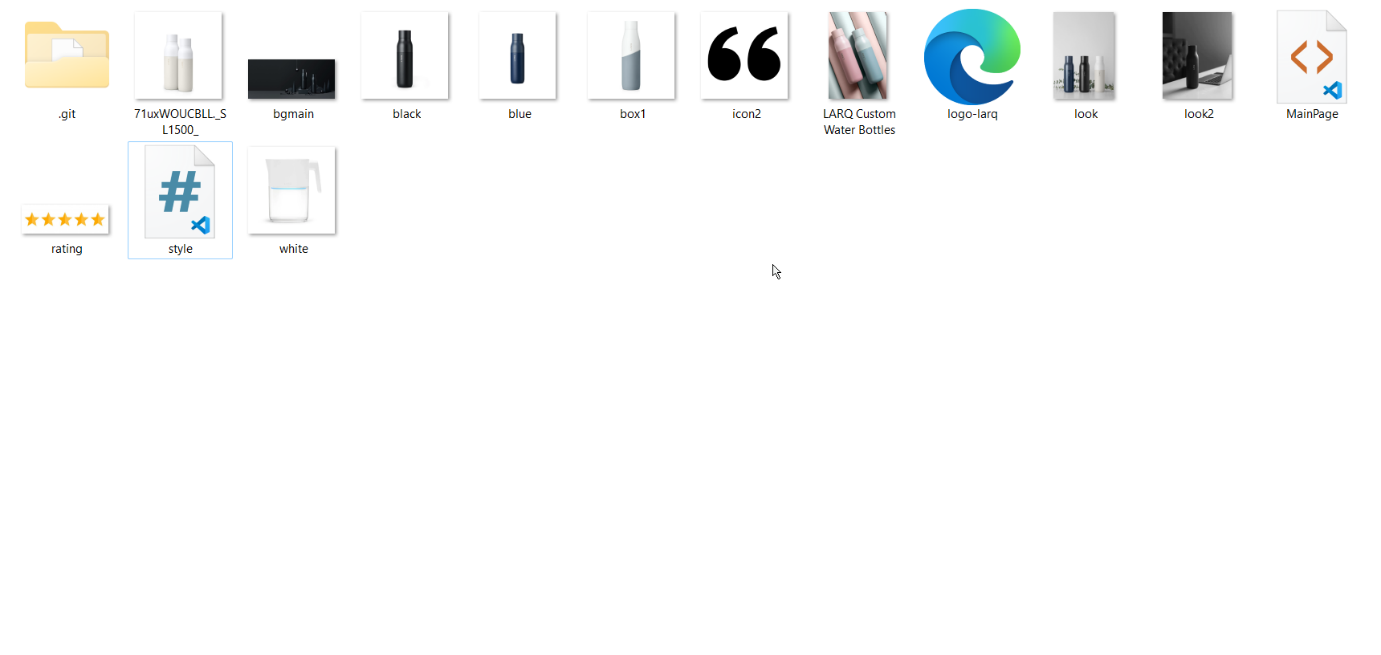 .git
71uxWOUCBLL._S
L1500_
bgmain
black
blue
box1
icon2
LARQ Custom
Water Bottles
logo-larq
look
look2
MainPage
rating
style
white